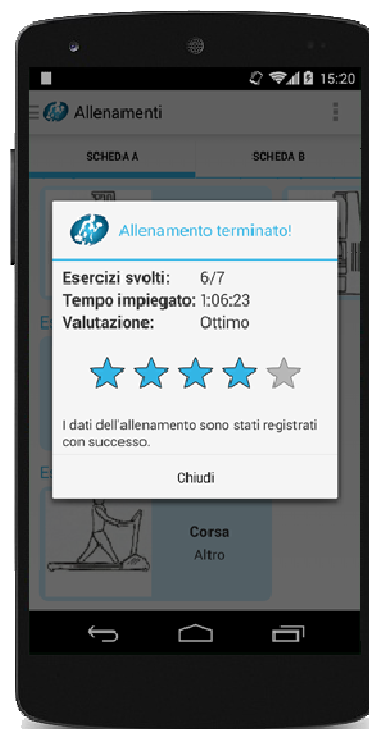 15:20
Allenamenti
SCHEDA A
SCHEDA B
Allenamento terminato!
Esercizi svolti: 6/7
Tempo impiegato: 1:06:23
Valutazione: Ottimo
I dati dell'allenamento sono stati registrati
con successo.
Chiudi
Corsa
Altro